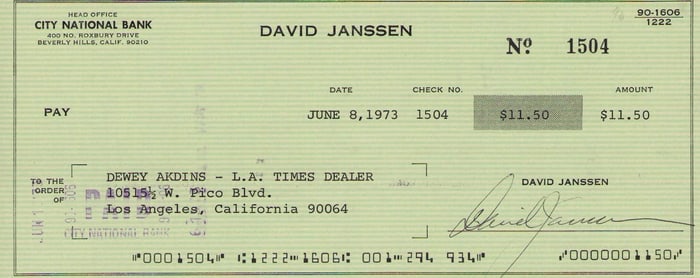 HEAD OFFICE
CITY NATIONAL BANK
400 NO. ROXBURY DRIVE
BEVERLY HILLS, CALIF. 90210
DAVID JANSSEN
90-1606
1222
Nº 1504
DATE CHECK NO. AMOUNT
PAY JUNE 8,1973 1504 $11.50 $11.50
TO THE
ORDER
OF
DEWEY AKDINS - L.A. TIMES DEALER
10515½ W. Pico Blvd.
Los Angeles, California 90064
DAVID JANSSEN
David Janssen
CITY NATIONAL BANK
⑈0001504⑈ ⑆1222⑉1606⑆ 001⑉294 934⑈ ⑇0000001150⑇